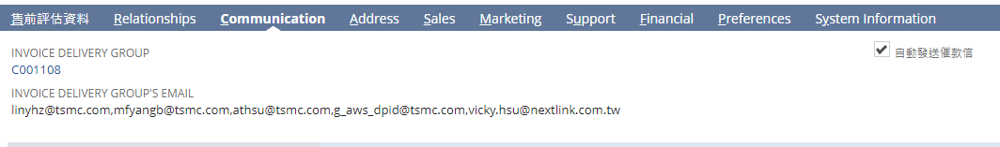 售前評估資料 Relationships Communication Address Sales Marketing Support Financial Preferences System Information
INVOICE DELIVERY GROUP
自動發送催款信
C001108
INVOICE DELIVERY GROUP'S EMAIL
linyhz@tsmc.com,mfyangb@tsmc.com,athsu@tsmc.com,g_aws_dpid@tsmc.com,vicky.hsu@nextlink.com.tw